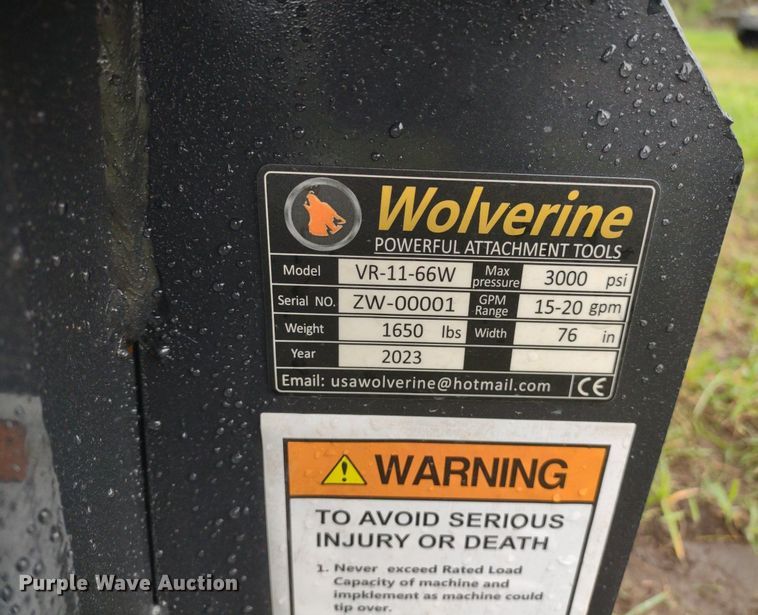 Wolverine
POWERFUL ATTACHMENT TOOLS
Model VR-11-66W Max pressure 3000 psi
Serial NO. ZW-00001 GPM Range 15-20 gpm
Weight 1650 lbs Width 76 in
Year 2023
Email: usawolverine@hotmail.com CE
WARNING
TO AVOID SERIOUS
INJURY OR DEATH
1. Never exceed Rated Load
Capacity of machine and
impklement as machine could
tip over.
Purple Wave Auction